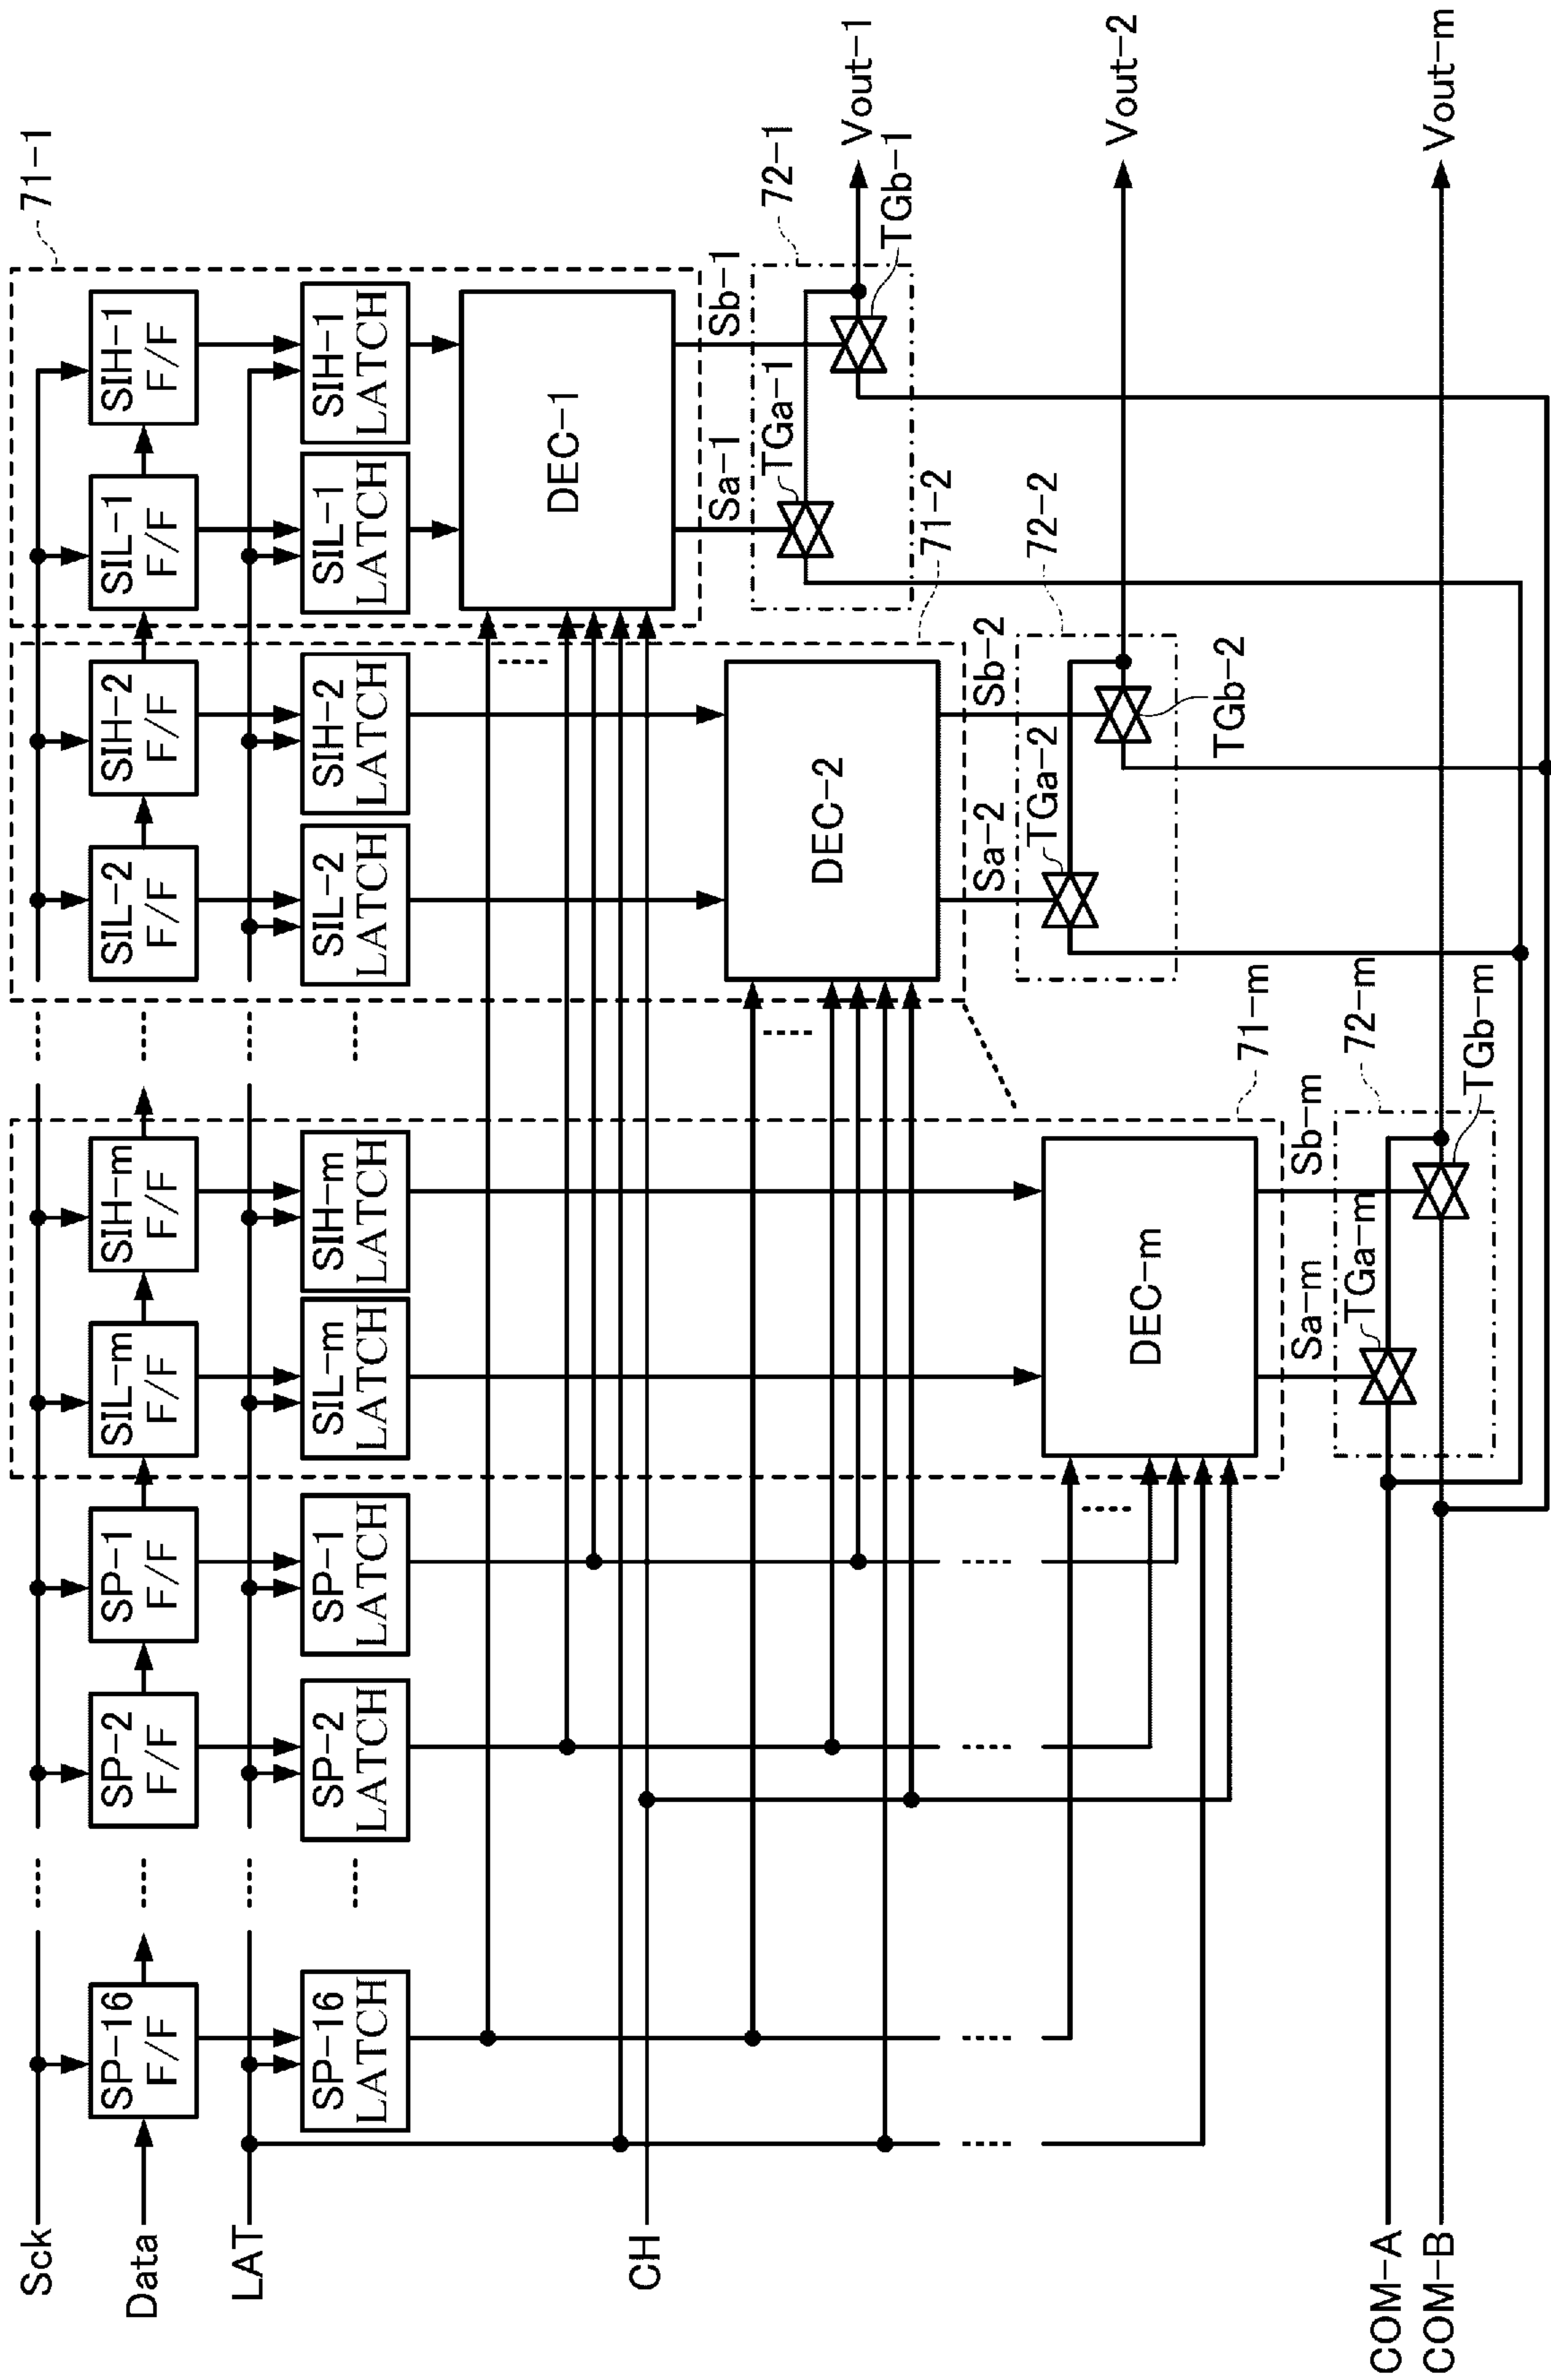 Sck
Data
LAT
CH
COM-A
COM-B
SP-16
F/F
SP-2
F/F
SP-1
F/F
SIL-m
F/F
SIH-m
F/F
SIL-2
F/F
SIH-2
F/F
SIL-1
F/F
SIH-1
F/F
71-1
SP-16
LATCH
SP-2
LATCH
SP-1
LATCH
SIL-m
LATCH
SIH-m
LATCH
SIL-2
LATCH
SIH-2
LATCH
SIL-1
LATCH
SIH-1
LATCH
DEC-1
Sa-1
Sb-1
72-1
TGa-1
TGb-1
Vout-1
DEC-2
71-2
Sa-2
Sb-2
72-2
TGa-2
TGb-2
Vout-2
DEC-m
71-m
Sa-m
Sb-m
72-m
TGa-m
TGb-m
Vout-m